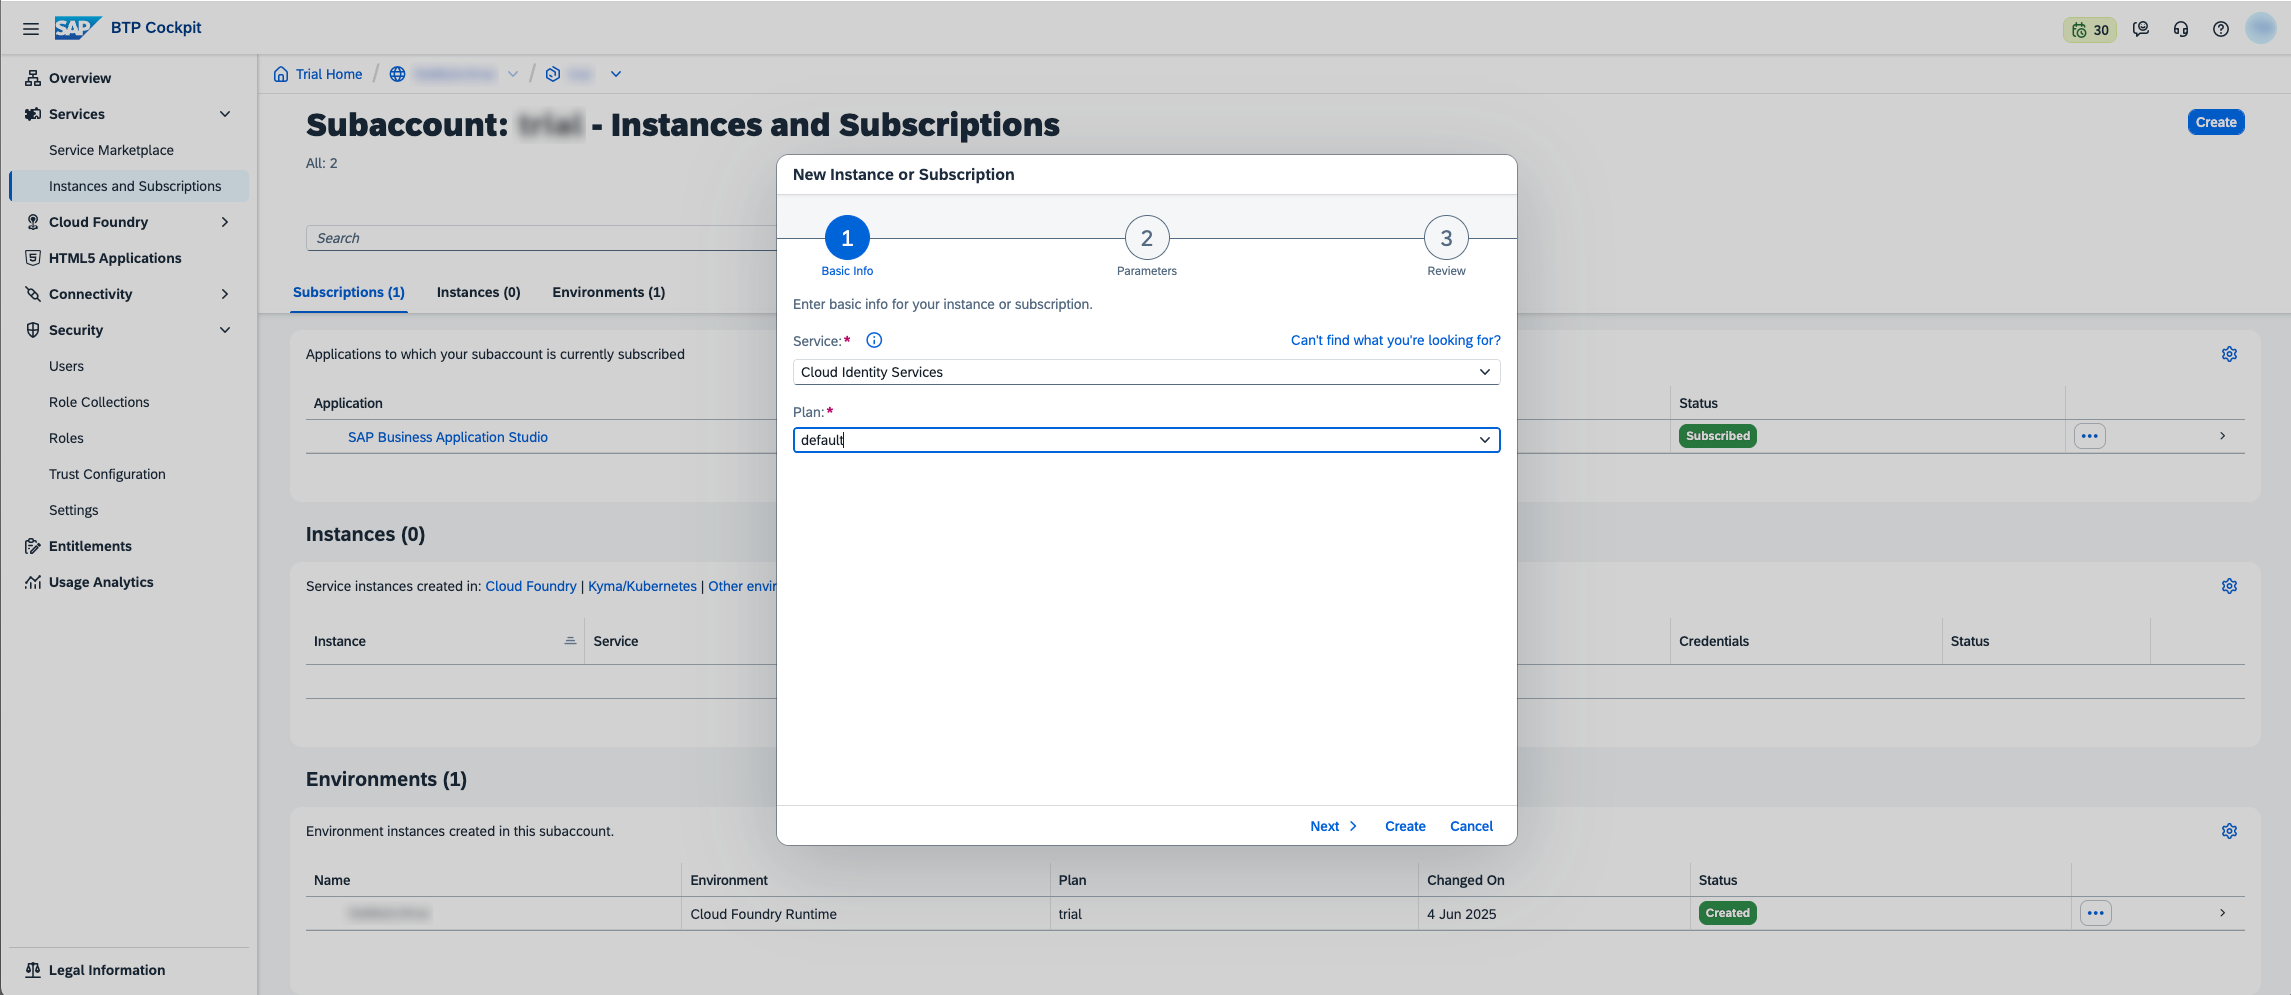 SAP BTP Cockpit
30
Overview
Services
Service Marketplace
Instances and Subscriptions
Cloud Foundry
HTML5 Applications
Connectivity
Security
Users
Role Collections
Roles
Trust Configuration
Settings
Entitlements
Usage Analytics
Legal Information
Trial Home / /
Subaccount: trial - Instances and Subscriptions
Create
All: 2
Search
Subscriptions (1) Instances (0) Environments (1)
Applications to which your subaccount is currently subscribed
Application Status
SAP Business Application Studio Subscribed
Instances (0)
Service instances created in: Cloud Foundry | Kyma/Kubernetes | Other envir
Instance Service Credentials Status
Environments (1)
Environment instances created in this subaccount.
Name Environment Plan Changed On Status
Cloud Foundry Runtime trial 4 Jun 2025 Created
New Instance or Subscription
1 2 3
Basic Info Parameters Review
Enter basic info for your instance or subscription.
Service:* Can't find what you're looking for?
Cloud Identity Services
Plan:*
default
Next Create Cancel